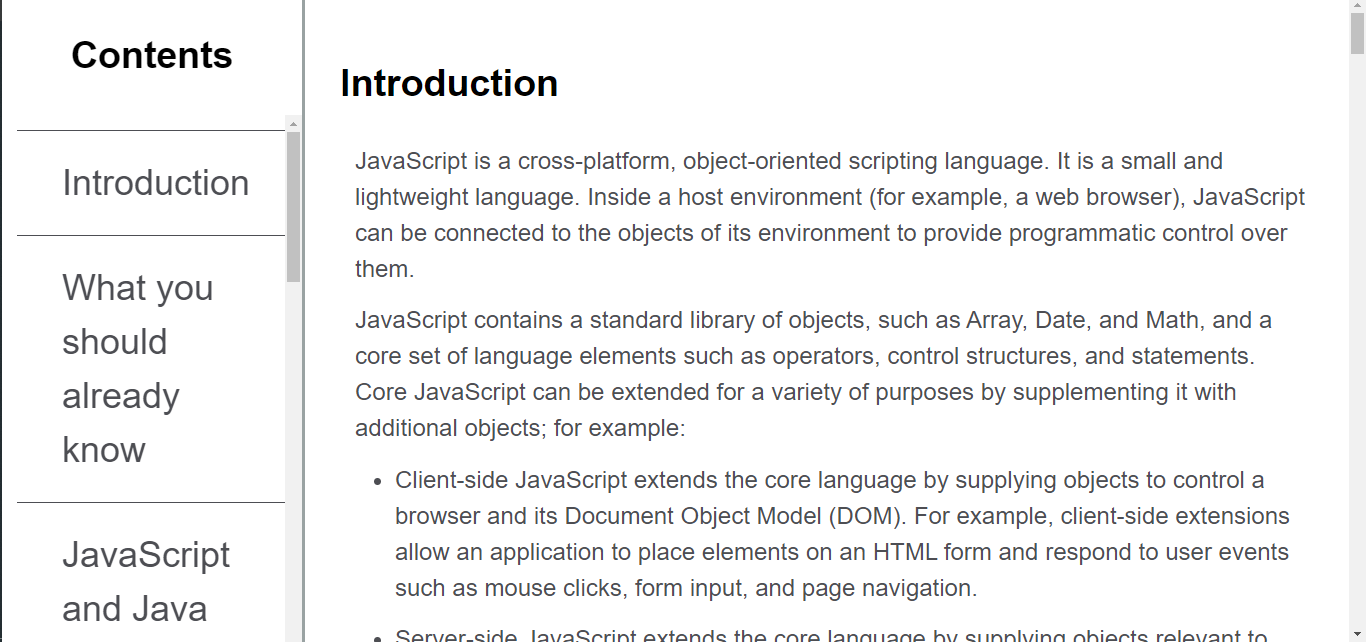 Contents
Introduction
What you
should
already
know
JavaScript
and Java
Introduction
JavaScript is a cross-platform, object-oriented scripting language. It is a small and
lightweight language. Inside a host environment (for example, a web browser), JavaScript
can be connected to the objects of its environment to provide programmatic control over
them.
JavaScript contains a standard library of objects, such as Array, Date, and Math, and a
core set of language elements such as operators, control structures, and statements.
Core JavaScript can be extended for a variety of purposes by supplementing it with
additional objects; for example:
• Client-side JavaScript extends the core language by supplying objects to control a
browser and its Document Object Model (DOM). For example, client-side extensions
allow an application to place elements on an HTML form and respond to user events
such as mouse clicks, form input, and page navigation.
• Server-side JavaScript extends the core language by supplying objects relevant to